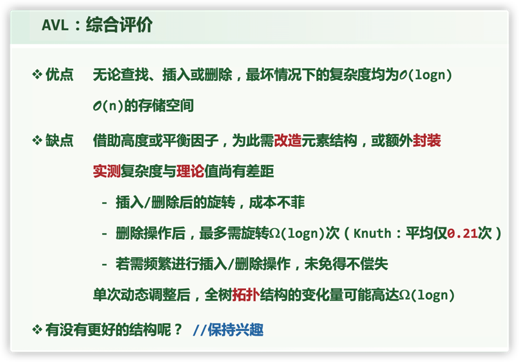 AVL：综合评价
❖优点 无论查找、插入或删除，最坏情况下的复杂度均为O(logn)
O(n)的存储空间
❖缺点 借助高度或平衡因子，为此需改造元素结构，或额外封装
实测复杂度与理论值尚有差距
- 插入/删除后的旋转，成本不菲
- 删除操作后，最多需旋转Ω(logn)次（Knuth：平均仅0.21次）
- 若需频繁进行插入/删除操作，未免得不偿失
单次动态调整后，全树拓扑结构的变化量可能高达Ω(logn)
❖有没有更好的结构呢？ //保持兴趣